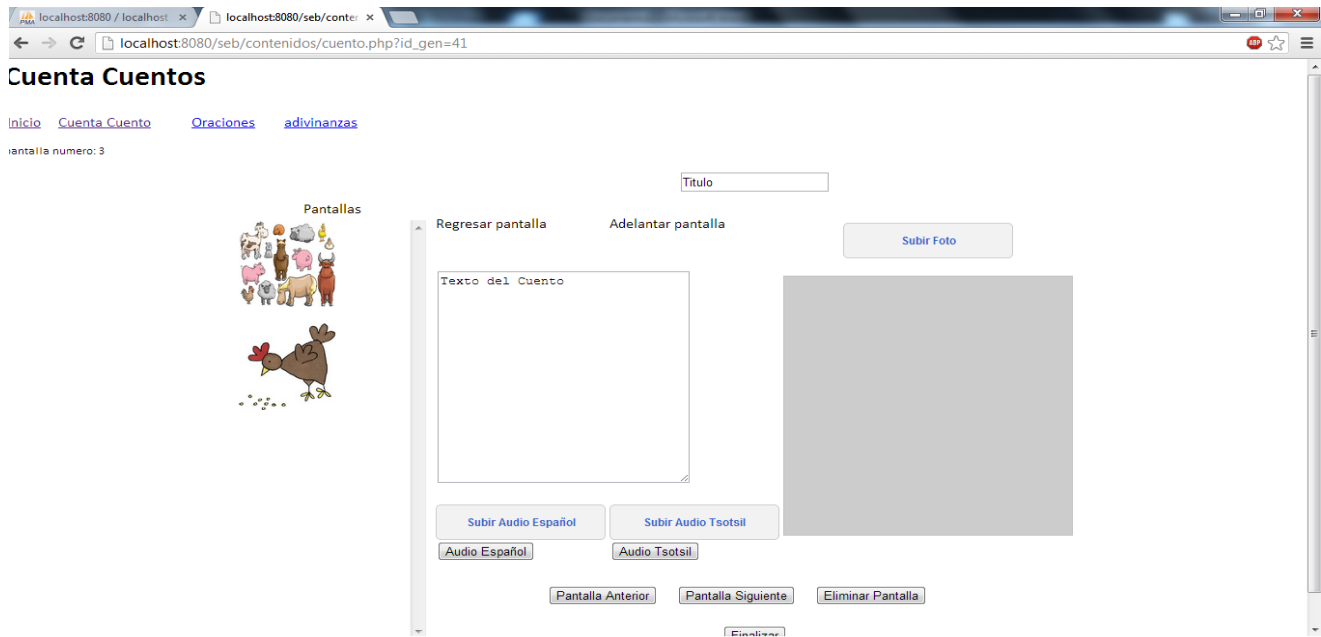 localhost:8080 / localhost
localhost:8080/seb/conter
localhost:8080/seb/contenidos/cuento.php?id_gen=41
ABP
Cuenta Cuentos
Inicio Cuenta Cuento Oraciones adivinanzas
pantalla numero: 3
Titulo
Pantallas
Regresar pantalla Adelantar pantalla
Subir Foto
Texto del Cuento
Subir Audio Español Subir Audio Tsotsil
Audio Español Audio Tsotsil
Pantalla Anterior Pantalla Siguiente Eliminar Pantalla
Finalizar